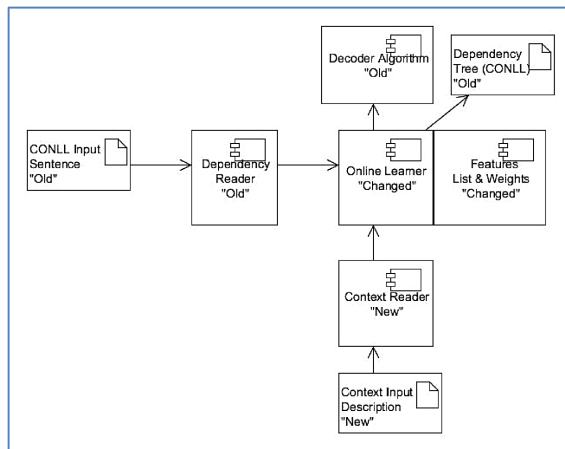 Decoder Algorithm
"Old"
Dependency
Tree (CONLL)
"Old"
CONLL Input
Sentence
"Old"
Dependency
Reader
"Old"
Online Learner
"Changed"
Features
List & Weights
"Changed"
Context Reader
"New"
Context Input
Description
"New"